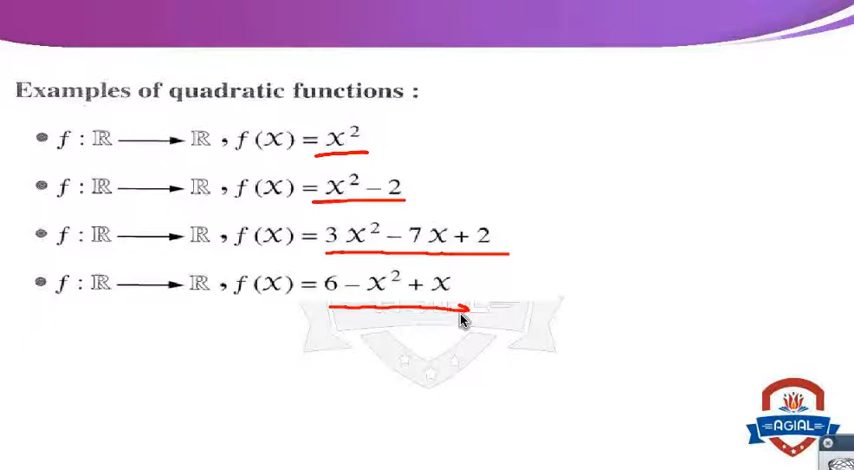 Examples of quadratic functions :
• f : ℝ ⟶ ℝ , f (X) = X²
• f : ℝ ⟶ ℝ , f (X) = X² – 2
• f : ℝ ⟶ ℝ , f (X) = 3 X² – 7 X + 2
• f : ℝ ⟶ ℝ , f (X) = 6 – X² + X
AGIAL